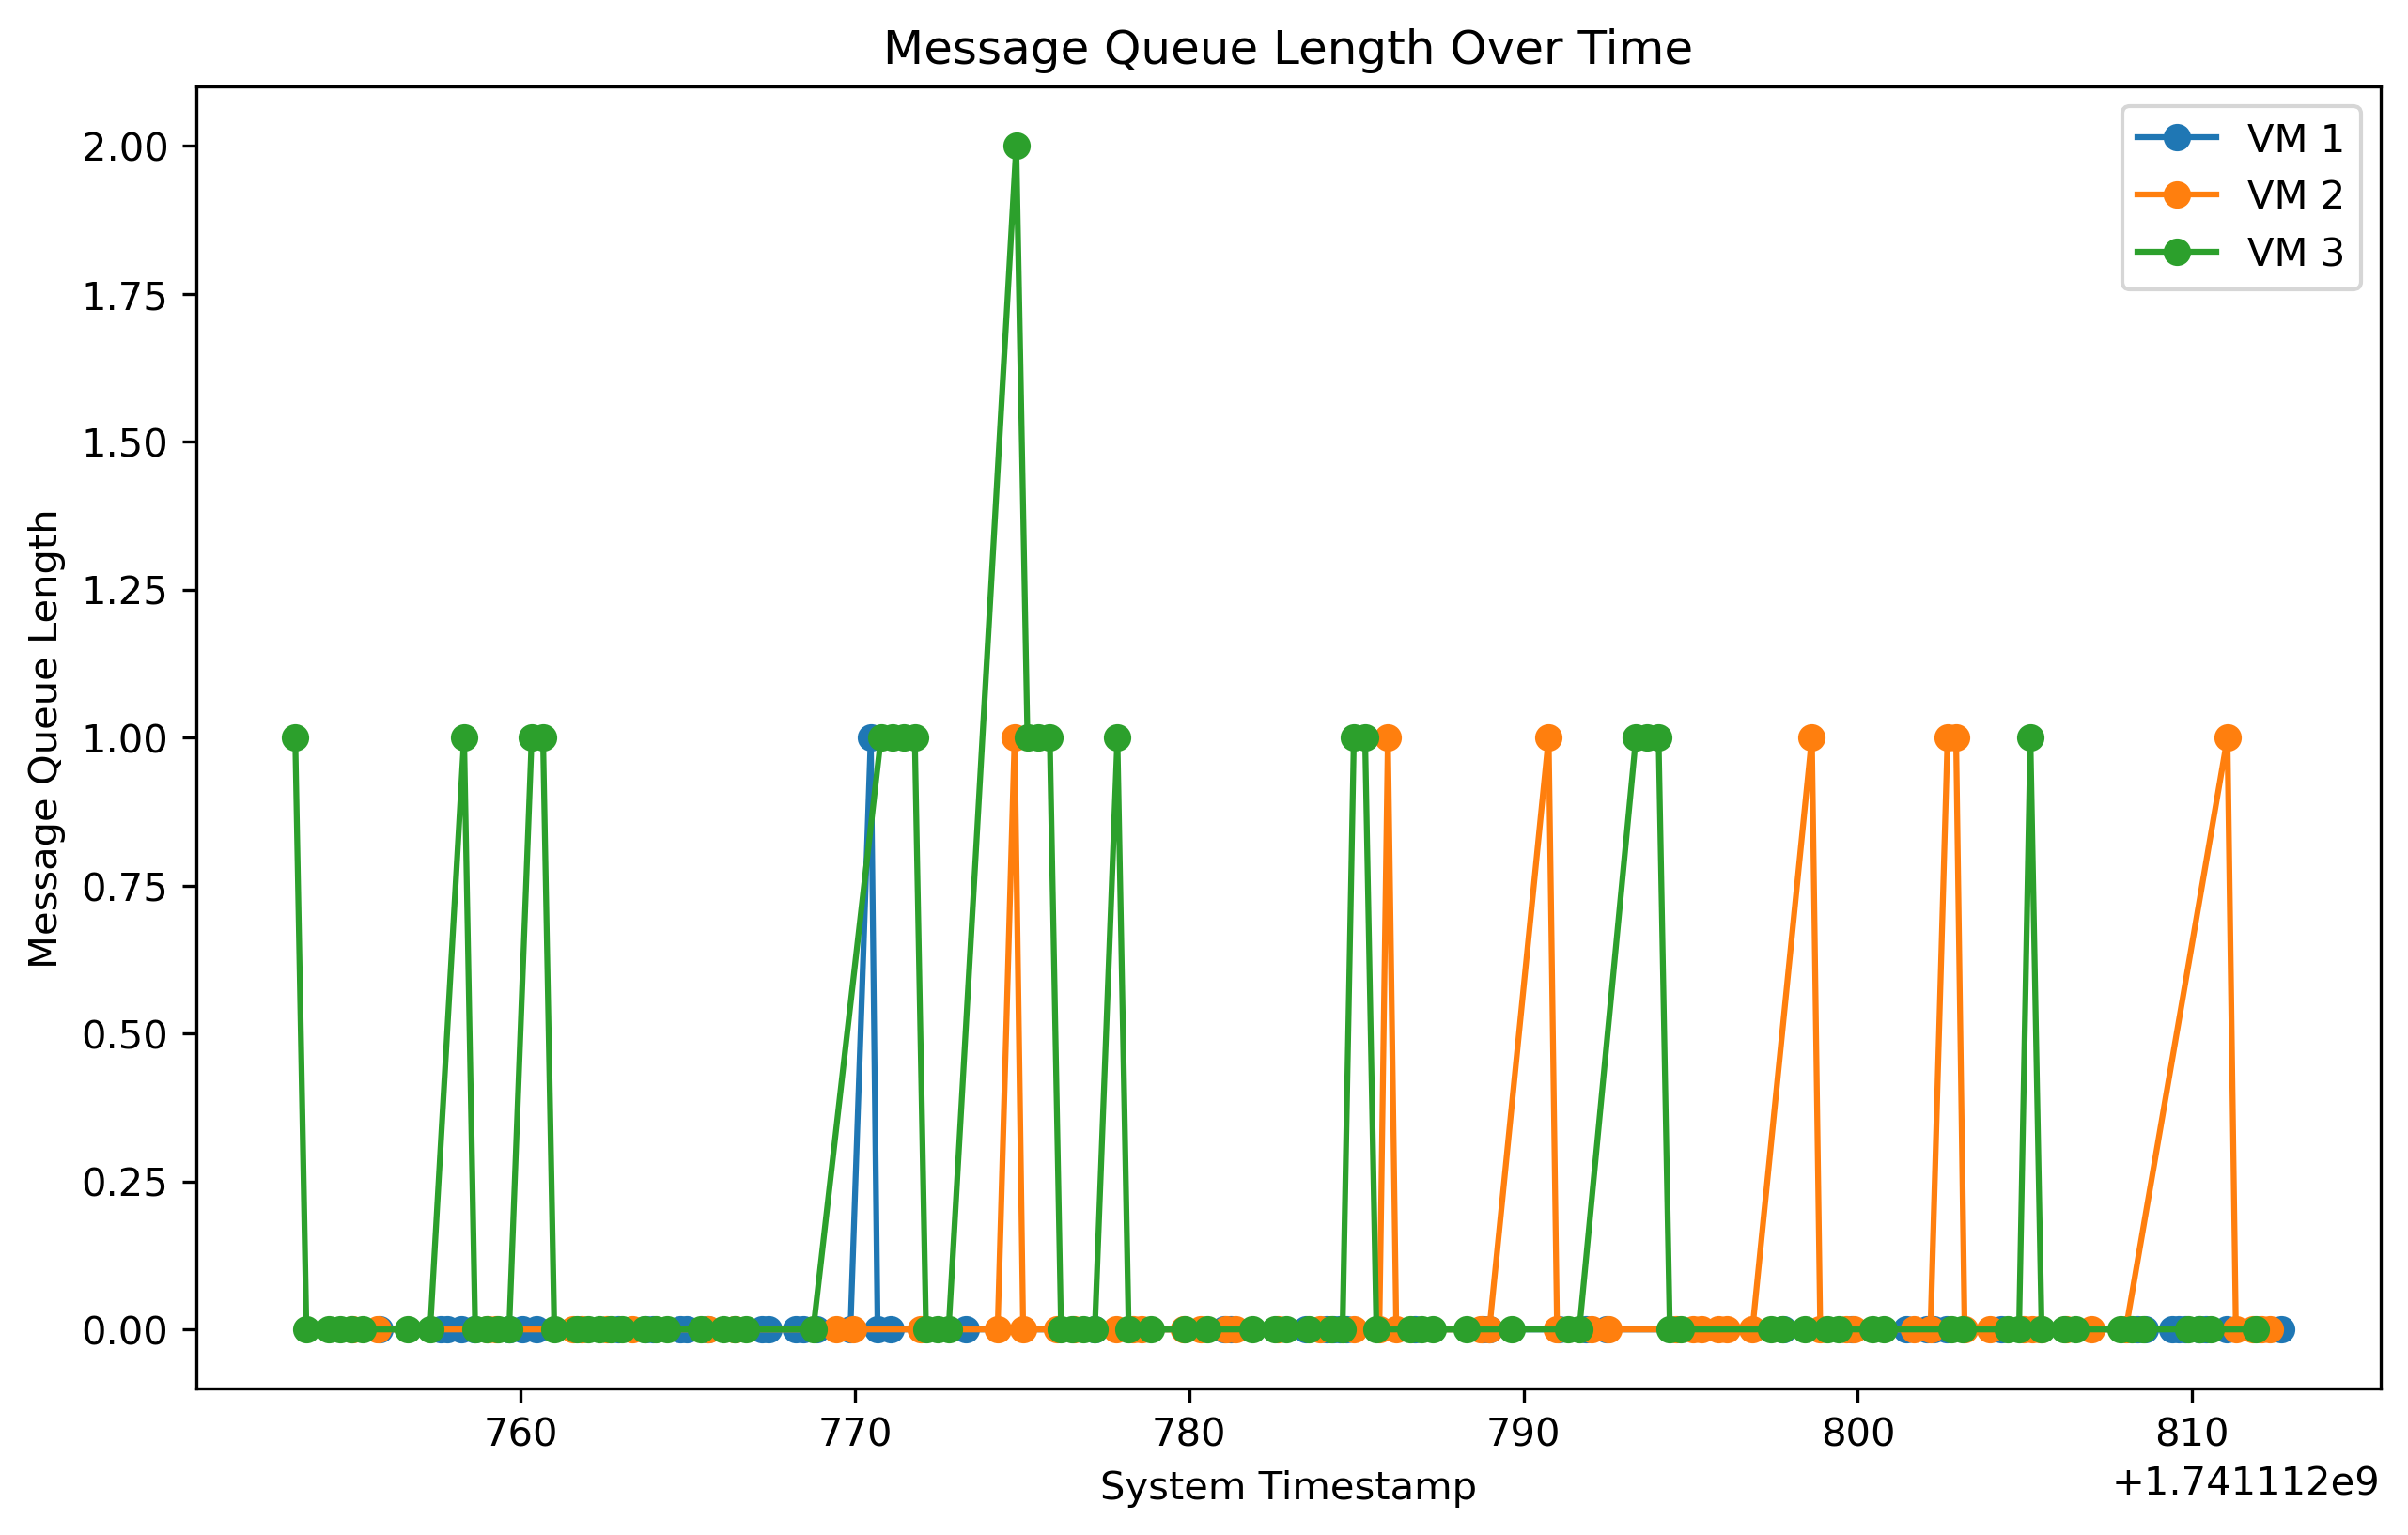 Message Queue Length Over Time
VM 1
VM 2
VM 3
Message Queue Length
2.00
1.75
1.50
1.25
1.00
0.75
0.50
0.25
0.00
760 770 780 790 800 810
System Timestamp
+1.741112e9